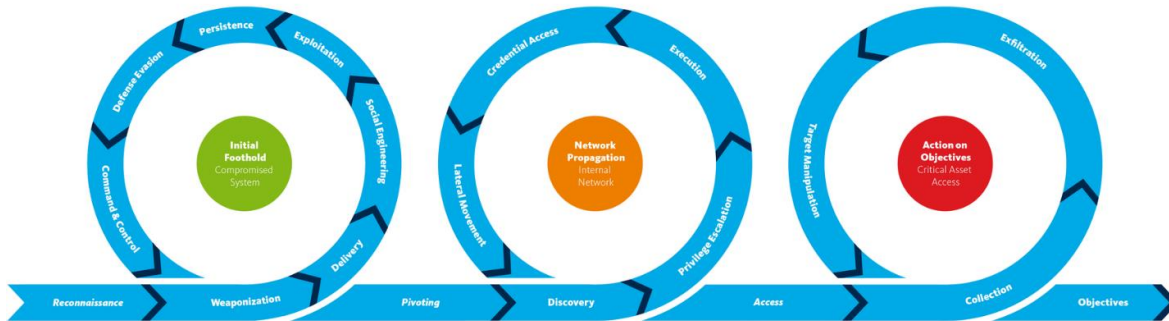 Reconnaissance
Weaponization
Delivery
Social Engineering
Exploitation
Persistence
Defense Evasion
Command & Control
Initial
Foothold
Compromised
System
Pivoting
Discovery
Privilege Escalation
Execution
Credential Access
Lateral Movement
Network
Propagation
Internal
Network
Access
Collection
Exfiltration
Target Manipulation
Action on
Objectives
Critical Asset
Access
Objectives